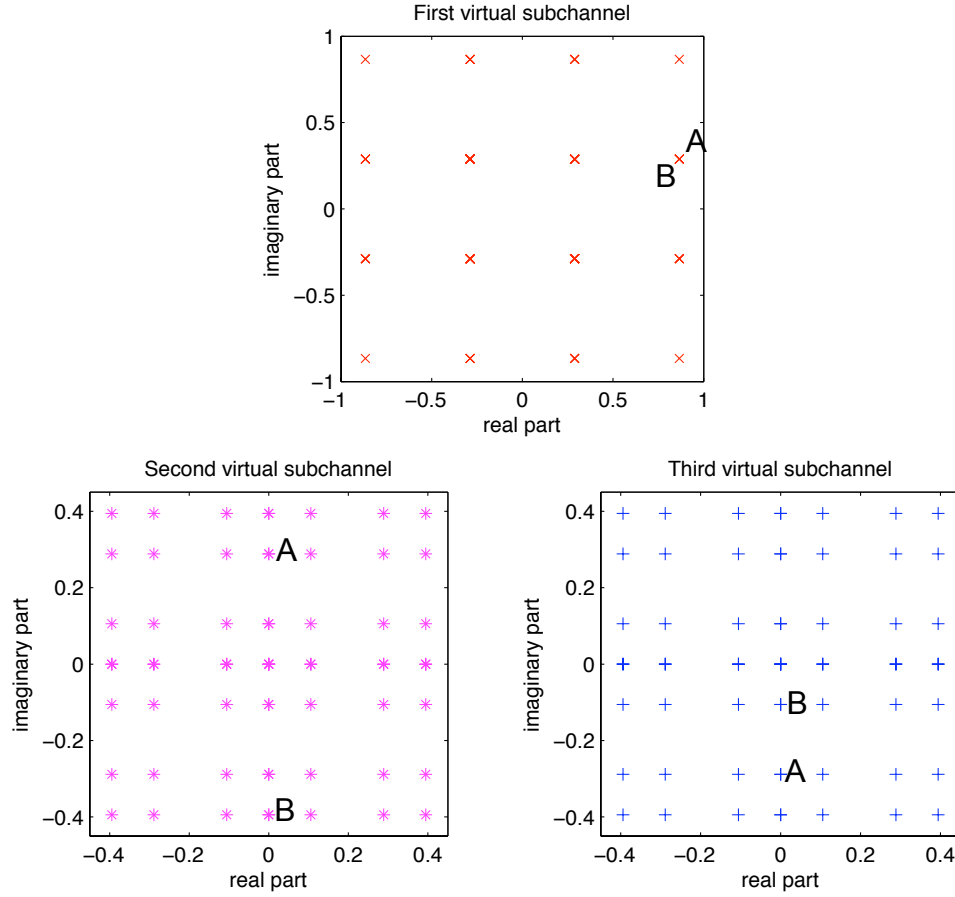 First virtual subchannel
1
0.5
0
−0.5
−1
imaginary part
A
B
−1 −0.5 0 0.5 1
real part
Second virtual subchannel
0.4
0.2
0
−0.2
−0.4
imaginary part
A
B
−0.4 −0.2 0 0.2 0.4
real part
Third virtual subchannel
0.4
0.2
0
−0.2
−0.4
imaginary part
B
A
−0.4 −0.2 0 0.2 0.4
real part